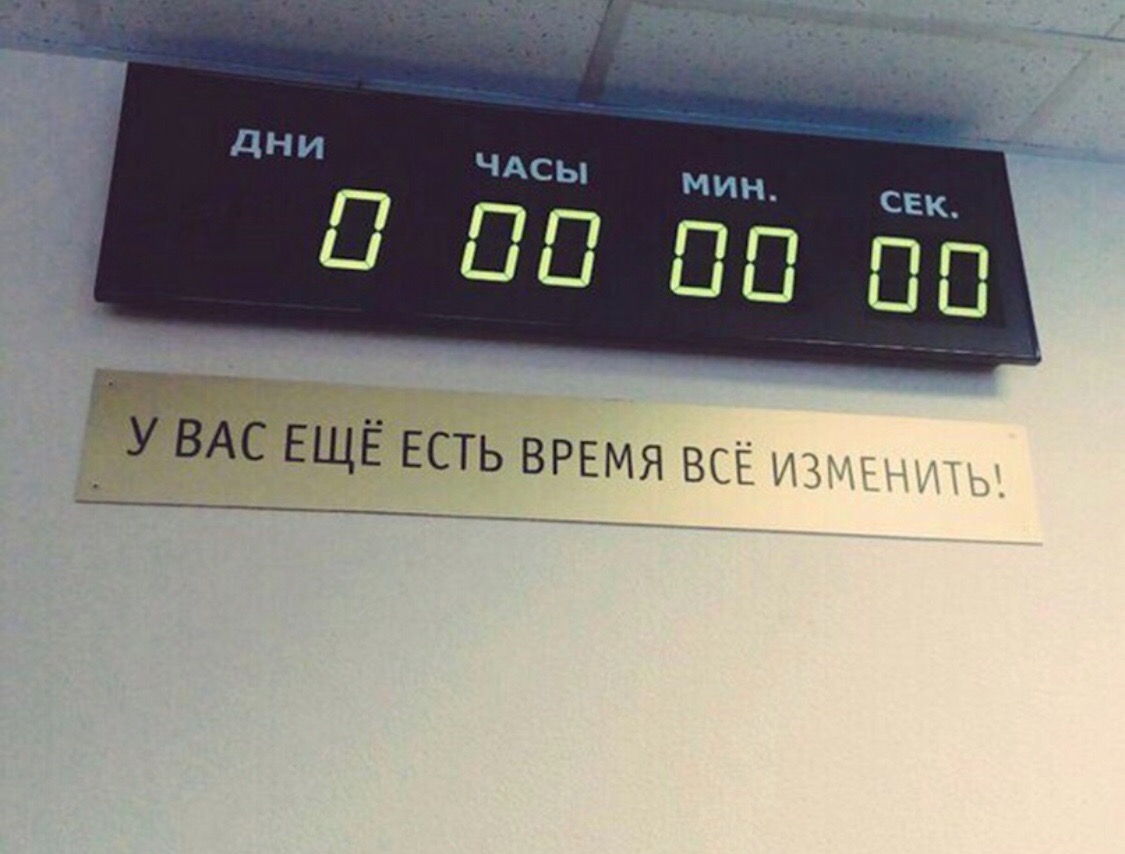 ДНИ ЧАСЫ МИН. СЕК.
0 00 00 00
У ВАС ЕЩЁ ЕСТЬ ВРЕМЯ ВСЁ ИЗМЕНИТЬ!